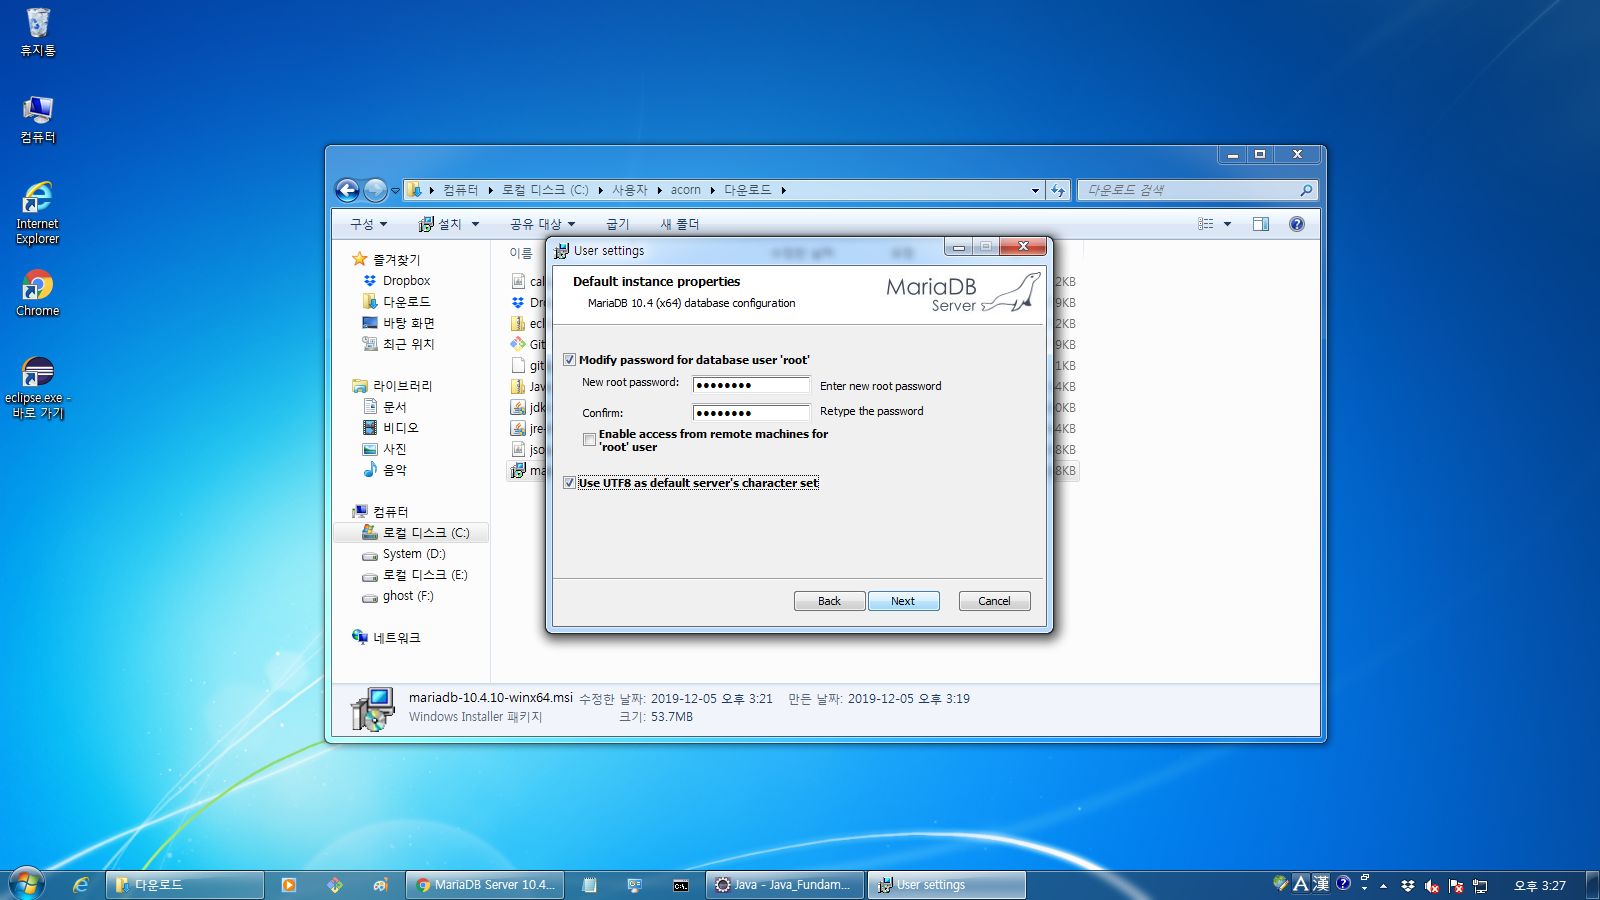 휴지통
컴퓨터
Internet
Explorer
Chrome
eclipse.exe -
바로 가기
컴퓨터
로컬 디스크 (C:)
사용자
acorn
다운로드
다운로드 검색
구성
설치
공유 대상
굽기
새 폴더
이름
즐겨찾기
Dropbox
다운로드
바탕 화면
최근 위치
라이브러리
문서
비디오
사진
음악
컴퓨터
로컬 디스크 (C:)
System (D:)
로컬 디스크 (E:)
ghost (F:)
네트워크
cal
Dr
ecl
Git
git
Jav
jdk
jre
jso
ma
2KB
9KB
2KB
9KB
1KB
4KB
0KB
4KB
8KB
8KB
User settings
Default instance properties
MariaDB 10.4 (x64) database configuration
MariaDB
Server
Modify password for database user 'root'
New root password:
Enter new root password
Confirm:
Retype the password
Enable access from remote machines for
'root' user
Use UTF8 as default server's character set
Back
Next
Cancel
mariadb-10.4.10-winx64.msi 수정한 날짜: 2019-12-05 오후 3:21 만든 날짜: 2019-12-05 오후 3:19
Windows Installer 패키지 크기: 53.7MB
다운로드
MariaDB Server 10.4...
Java - Java_Fundam...
User settings
A 漢
오후 3:27